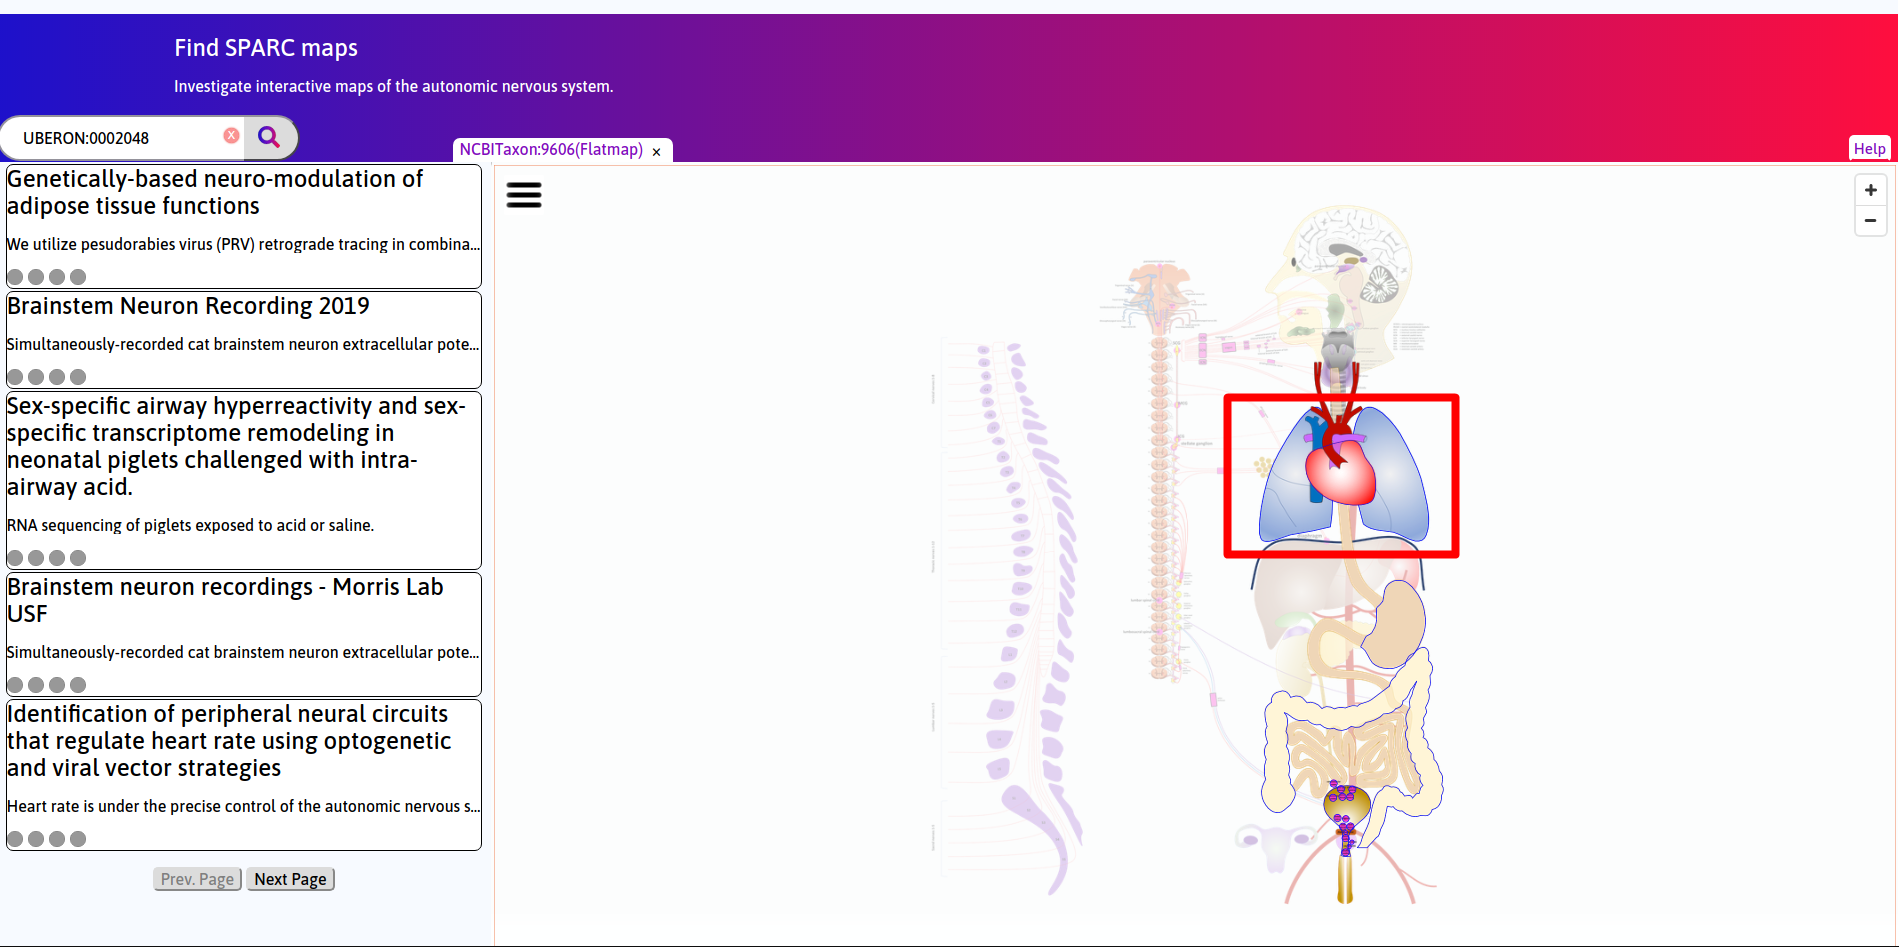 Find SPARC maps
Investigate interactive maps of the autonomic nervous system.
UBERON:0002048
X
NCBITaxon:9606(Flatmap) ×
Help
Genetically-based neuro-modulation of
adipose tissue functions
We utilize pesudorabies virus (PRV) retrograde tracing in combina...
Brainstem Neuron Recording 2019
Simultaneously-recorded cat brainstem neuron extracellular pote...
Sex-specific airway hyperreactivity and sex-
specific transcriptome remodeling in
neonatal piglets challenged with intra-
airway acid.
RNA sequencing of piglets exposed to acid or saline.
Brainstem neuron recordings - Morris Lab
USF
Simultaneously-recorded cat brainstem neuron extracellular pote...
Identification of peripheral neural circuits
that regulate heart rate using optogenetic
and viral vector strategies
Heart rate is under the precise control of the autonomic nervous s...
Prev. Page Next Page
+
−